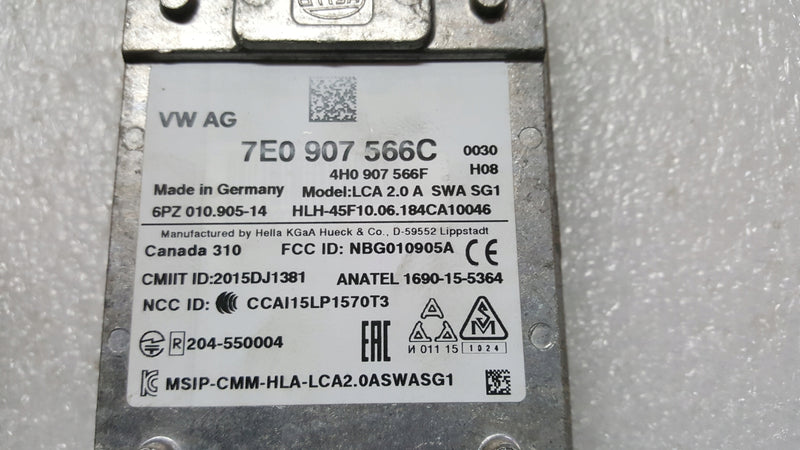 HELLA
VW AG
7E0 907 566C 0030
4H0 907 566F H08
Made in Germany Model:LCA 2.0 A SWA SG1
6PZ 010.905-14 HLH-45F10.06.184CA10046
Manufactured by Hella KGaA Hueck & Co., D-59552 Lippstadt
Canada 310 FCC ID: NBG010905A CE
CMIIT ID:2015DJ1381 ANATEL 1690-15-5364
NCC ID: CCAI15LP1570T3
R 204-550004 EAC И 011 15 1024
MSIP-CMM-HLA-LCA2.0ASWASG1